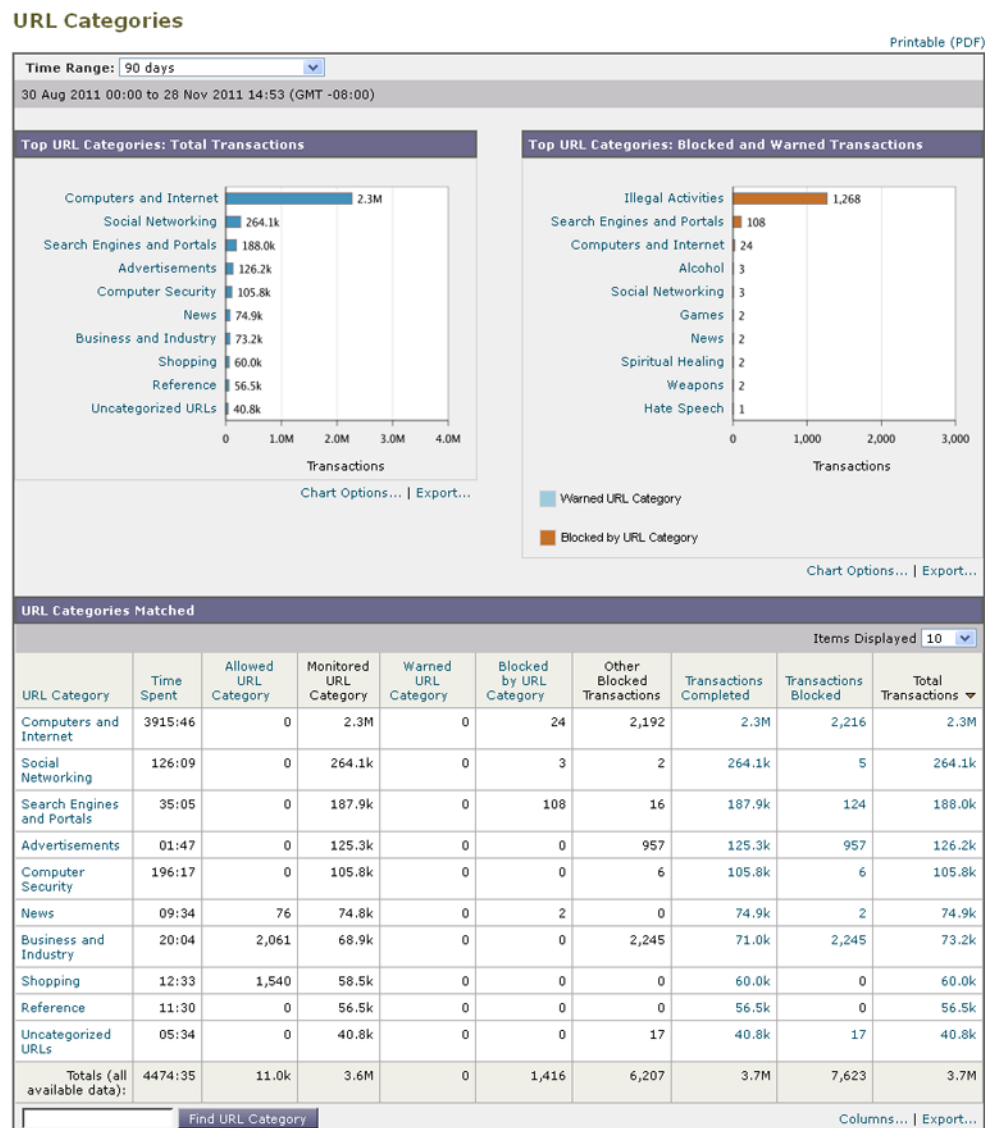 URL Categories
Printable (PDF)
Time Range: 90 days
30 Aug 2011 00:00 to 28 Nov 2011 14:53 (GMT -08:00)
Top URL Categories: Total Transactions
Computers and Internet 2.3M
Social Networking 264.1k
Search Engines and Portals 188.0k
Advertisements 126.2k
Computer Security 105.8k
News 74.9k
Business and Industry 73.2k
Shopping 60.0k
Reference 56.5k
Uncategorized URLs 40.8k
0 1.0M 2.0M 3.0M 4.0M
Transactions
Chart Options... | Export...
Top URL Categories: Blocked and Warned Transactions
Illegal Activities 1,268
Search Engines and Portals 108
Computers and Internet 24
Alcohol 3
Social Networking 3
Games 2
News 2
Spiritual Healing 2
Weapons 2
Hate Speech 1
0 1,000 2,000 3,000
Transactions
Warned URL Category
Blocked by URL Category
Chart Options... | Export...
URL Categories Matched
Items Displayed 10
URL Category Time Spent Allowed URL Category Monitored URL Category Warned URL Category Blocked by URL Category Other Blocked Transactions Transactions Completed Transactions Blocked Total Transactions
Computers and Internet 3915:46 0 2.3M 0 24 2,192 2.3M 2,216 2.3M
Social Networking 126:09 0 264.1k 0 3 2 264.1k 5 264.1k
Search Engines and Portals 35:05 0 187.9k 0 108 16 187.9k 124 188.0k
Advertisements 01:47 0 125.3k 0 0 957 125.3k 957 126.2k
Computer Security 196:17 0 105.8k 0 0 6 105.8k 6 105.8k
News 09:34 76 74.8k 0 2 0 74.9k 2 74.9k
Business and Industry 20:04 2,061 68.9k 0 0 2,245 71.0k 2,245 73.2k
Shopping 12:33 1,540 58.5k 0 0 0 60.0k 0 60.0k
Reference 11:30 0 56.5k 0 0 0 56.5k 0 56.5k
Uncategorized URLs 05:34 0 40.8k 0 0 17 40.8k 17 40.8k
Totals (all available data): 4474:35 11.0k 3.6M 0 1,416 6,207 3.7M 7,623 3.7M
Find URL Category
Columns... | Export...